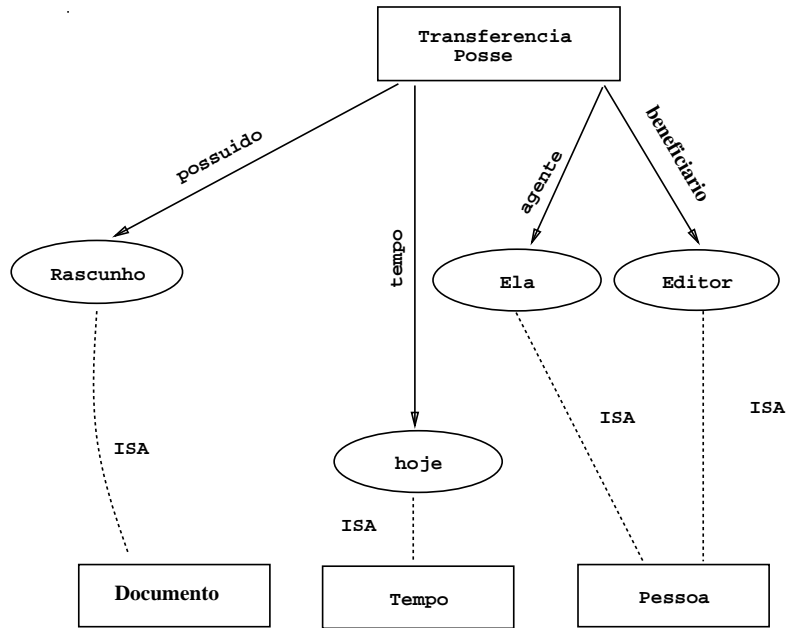 Transferencia
Posse
possuido
tempo
agente
beneficiario
Rascunho
Ela
Editor
ISA
ISA
ISA
hoje
ISA
Documento
Tempo
Pessoa